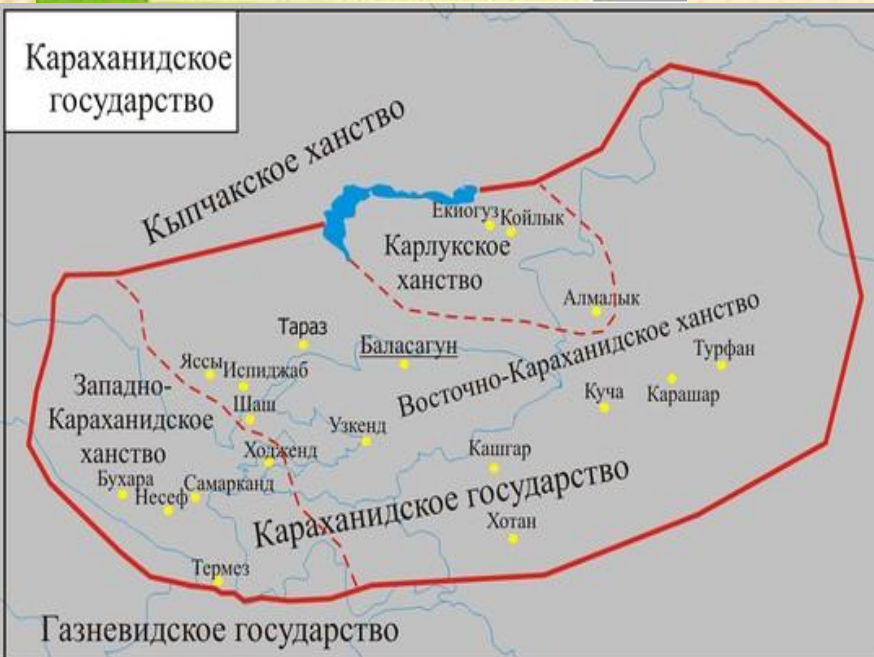 Караханидское
государство
Кыпчакское ханство
Екиогуз
Койлык
Карлукское
ханство
Алмалык
Тараз
Баласагун
Восточно-Караханидское ханство
Турфан
Яссы
Испиджаб
Карашар
Куча
Западно-
Караханидское
ханство
Шаш
Узкенд
Ходженд
Кашгар
Бухара
Несеф
Самарканд
Караханидское государство
Хотан
Термез
Газневидское государство